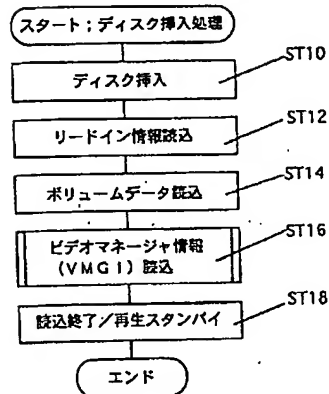 スタート;ディスク挿入処理
ST10
ディスク挿入
ST12
リードイン情報読込
ST14
ボリュームデータ読込
ST16
ビデオマネージャ情報
(VMGI)読込
ST18
読込終了/再生スタンバイ
エンド